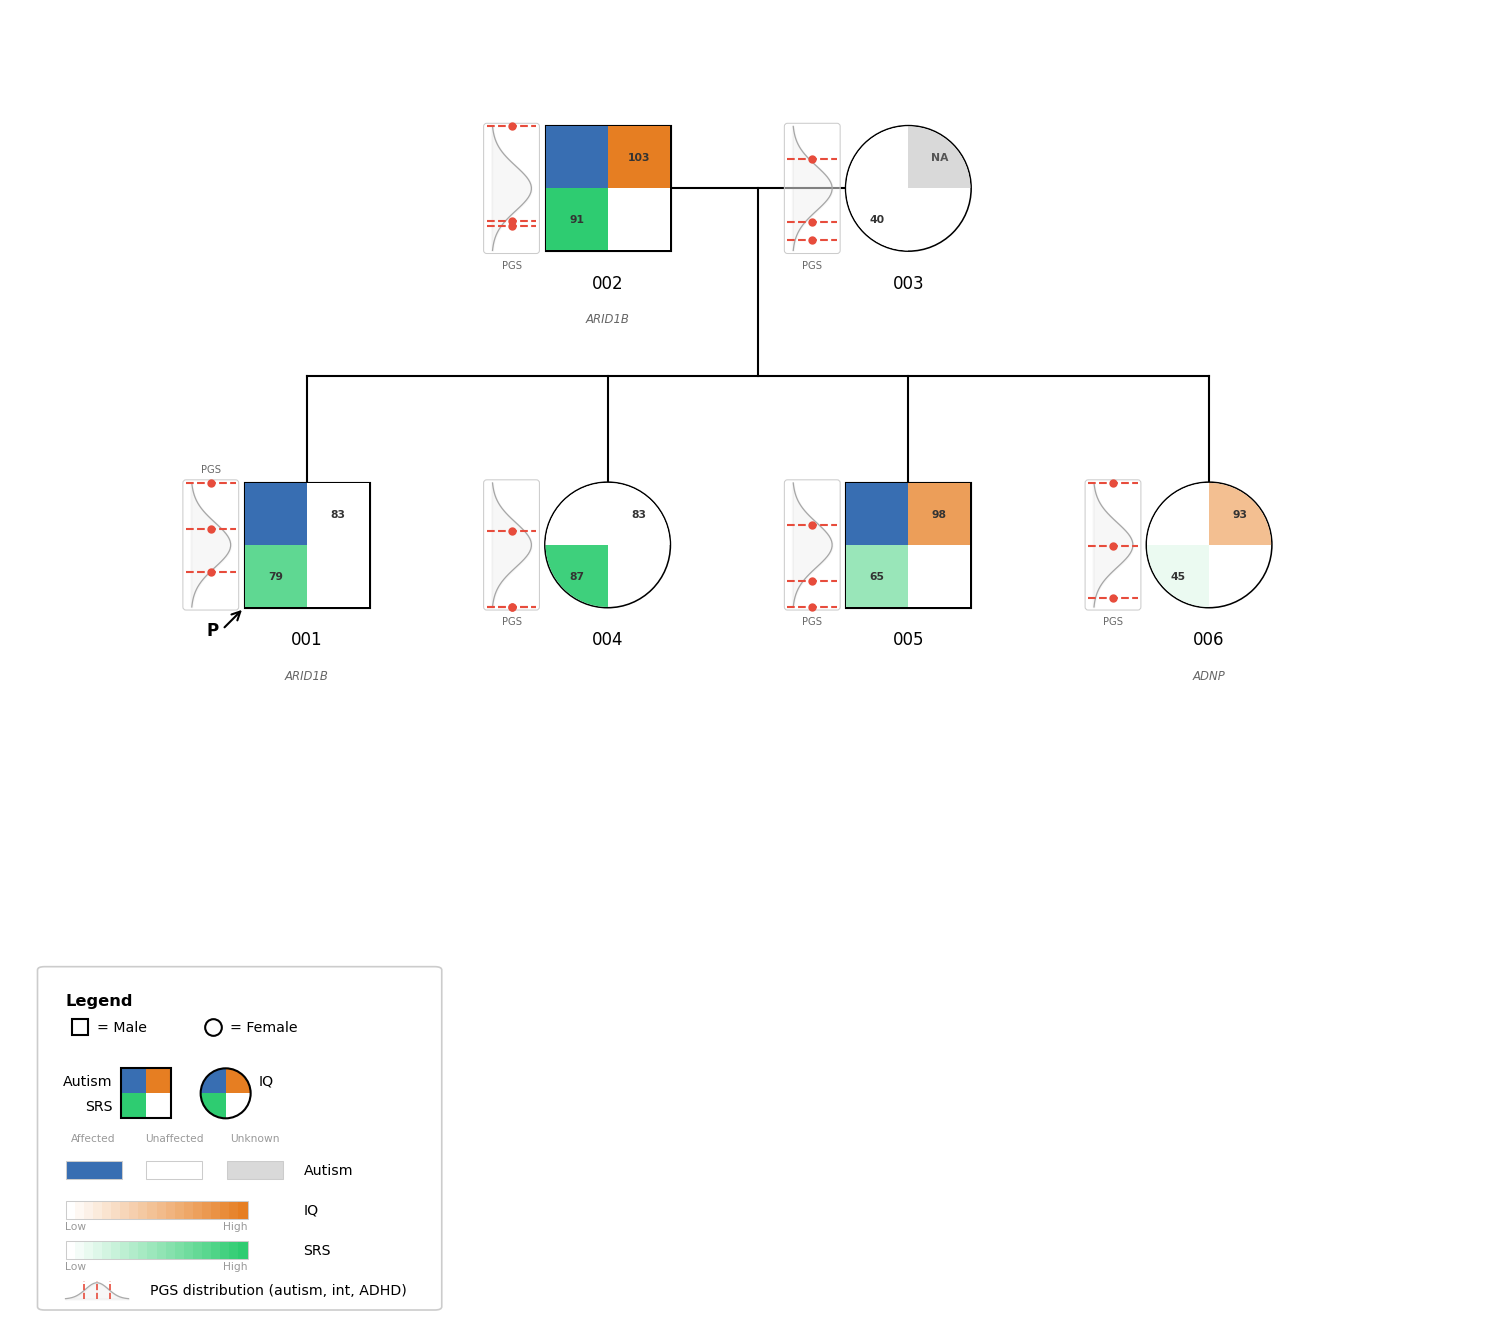 103
NA
91
40
PGS
PGS
002
003
ARID1B
PGS
83
83
98
93
79
87
65
45
PGS
PGS
PGS
P
001
004
005
006
ARID1B
ADNP
Legend
= Male
= Female
Autism
IQ
SRS
Affected
Unaffected
Unknown
Autism
IQ
Low
High
SRS
Low
High
PGS distribution (autism, int, ADHD)